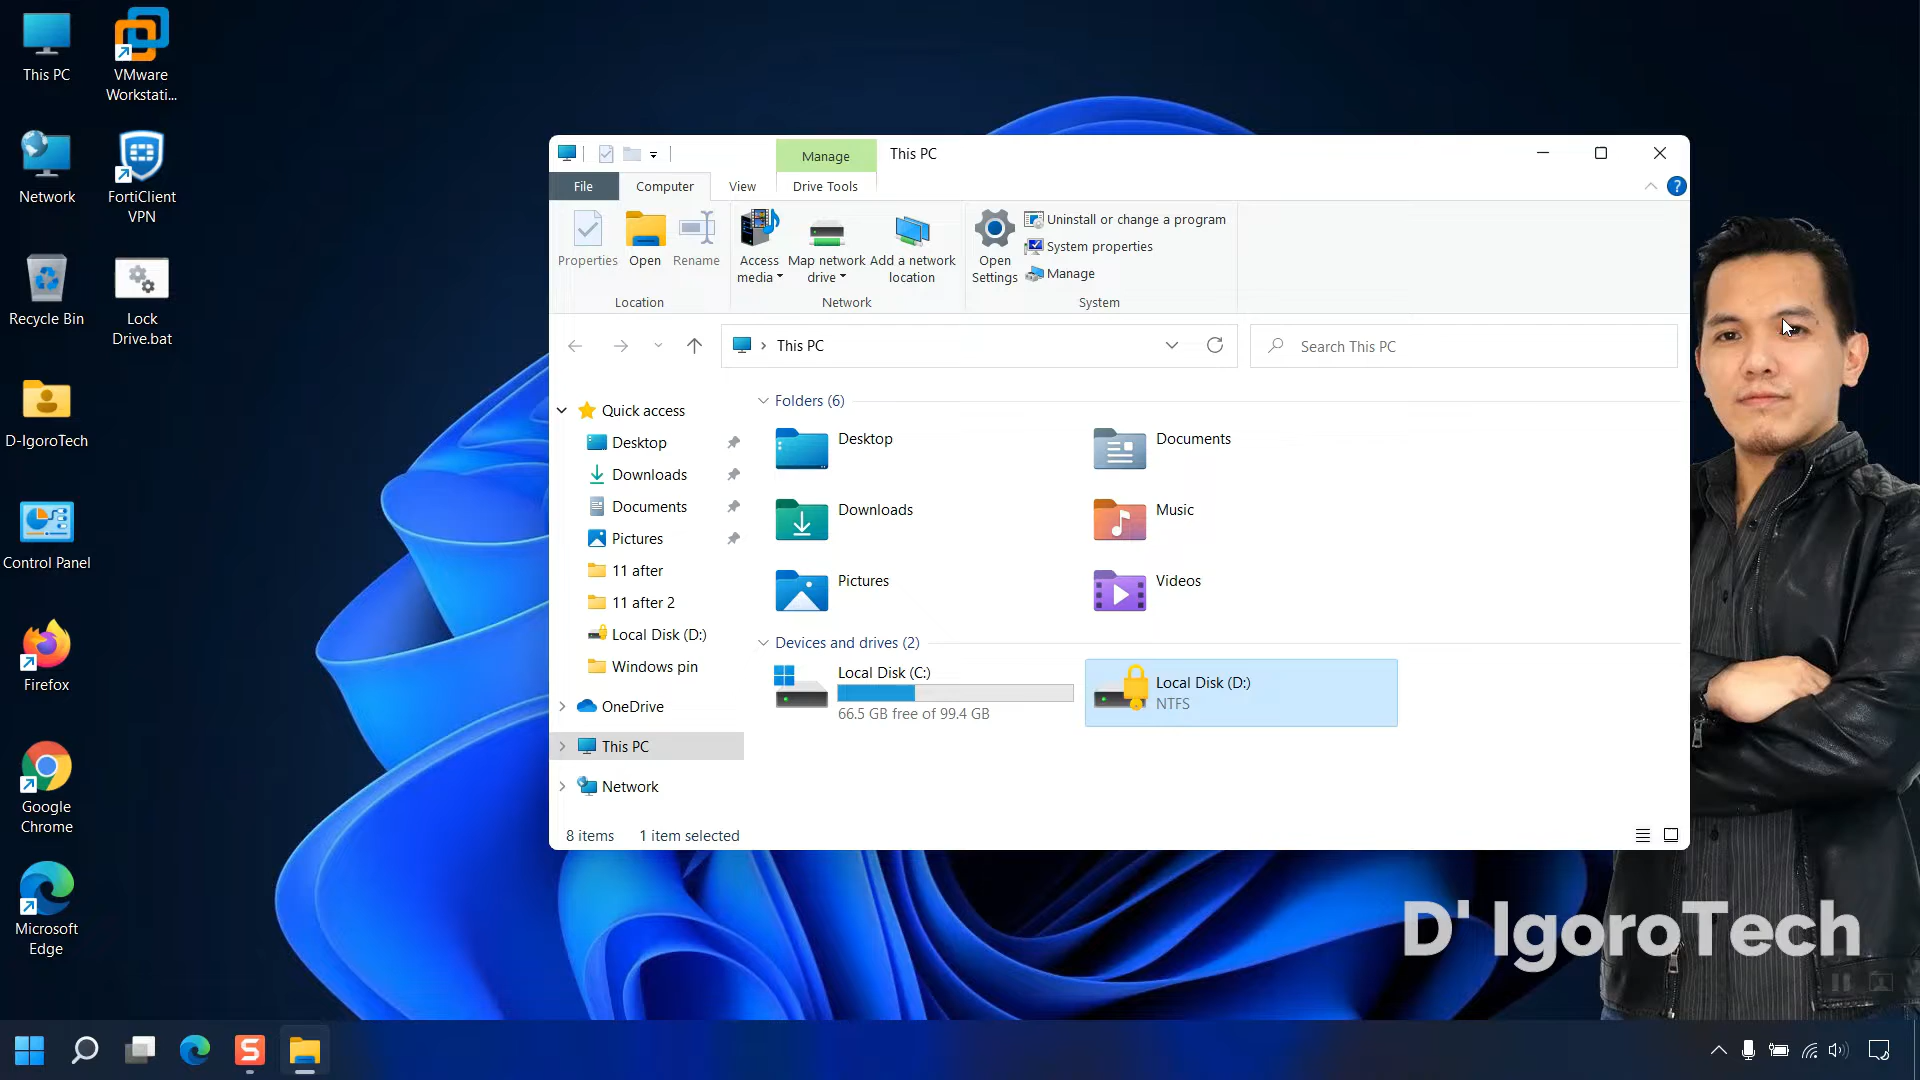 This PC
VMware
Workstati...
Network
FortiClient
VPN
Recycle Bin
Lock
Drive.bat
D-IgoroTech
Control Panel
Firefox
Google
Chrome
Microsoft
Edge
Manage
This PC
File
Computer
View
Drive Tools
?
Properties
Open
Rename
Location
Access
media
Map network
drive
Add a network
location
Network
Open
Settings
Uninstall or change a program
System properties
Manage
System
This PC
Search This PC
Quick access
Desktop
Downloads
Documents
Pictures
11 after
11 after 2
Local Disk (D:)
Windows pin
OneDrive
This PC
Network
Folders (6)
Desktop
Documents
Downloads
Music
Pictures
Videos
Devices and drives (2)
Local Disk (C:)
66.5 GB free of 99.4 GB
Local Disk (D:)
NTFS
8 items
1 item selected
D' IgoroTech
S